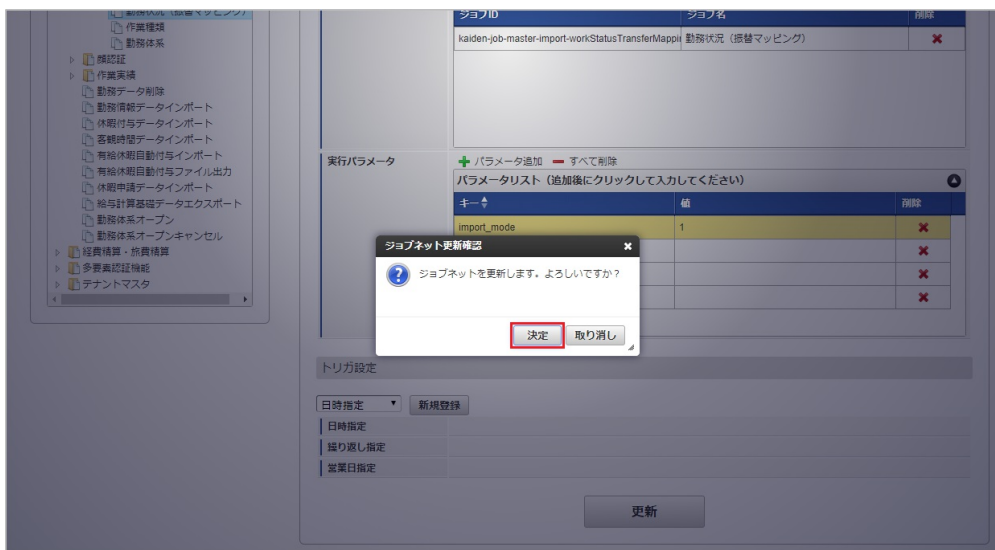 勤務状況（振替マッピング）
作業種類
勤務体系
顔認証
作業実績
勤務データ削除
勤務情報データインポート
休暇付与データインポート
客観時間データインポート
有給休暇自動付与インポート
有給休暇自動付与ファイル出力
休暇申請データインポート
給与計算基礎データエクスポート
勤務体系オープン
勤務体系オープンキャンセル
経費精算・旅費精算
多要素認証機能
テナントマスタ
ジョブID ジョブ名 削除
kaiden-job-master-import-workStatusTransferMappin 勤務状況（振替マッピング）
実行パラメータ パラメータ追加 すべて削除
パラメータリスト（追加後にクリックして入力してください）
キー 値 削除
import_mode 1
ジョブネット更新確認
ジョブネットを更新します。よろしいですか？
決定 取り消し
トリガ設定
日時指定 新規登録
日時指定
繰り返し指定
営業日指定
更新